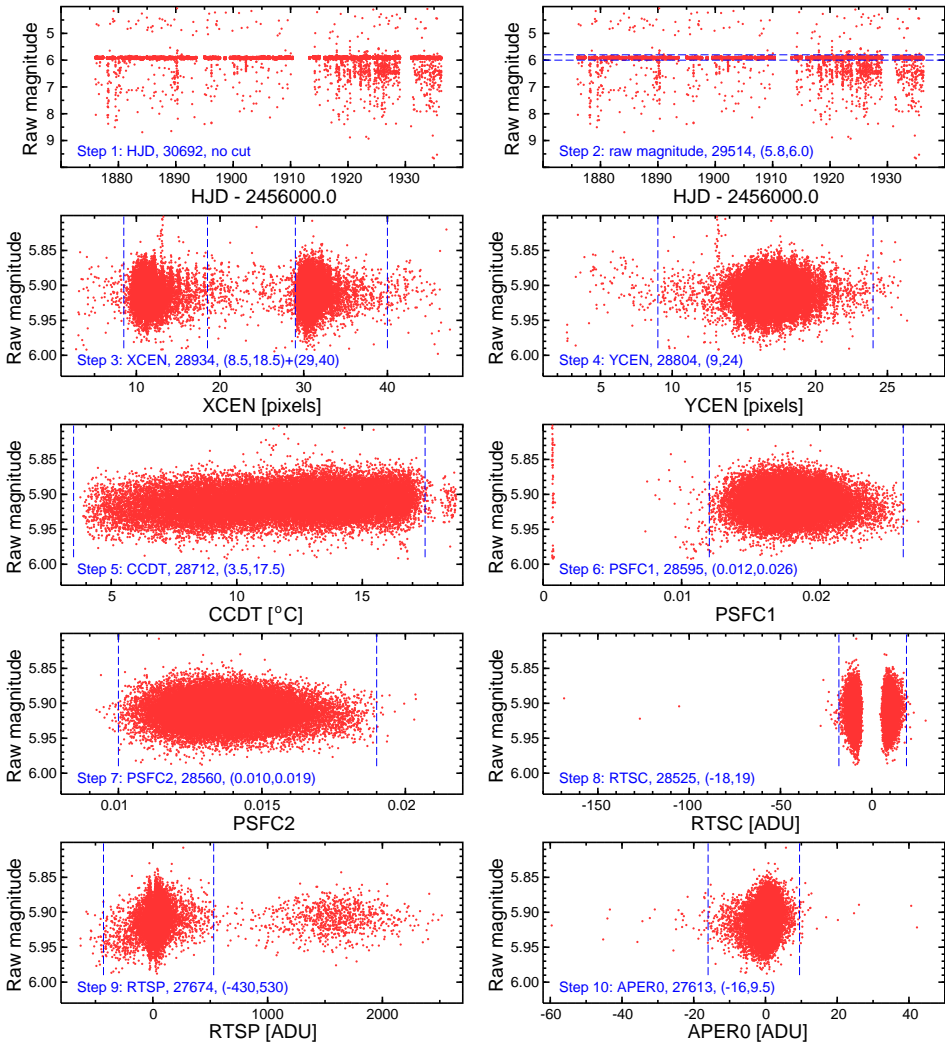 Raw magnitude
5
6
7
8
9
Step 1: HJD, 30692, no cut
1880 1890 1900 1910 1920 1930
HJD - 2456000.0
Raw magnitude
5
6
7
8
9
Step 2: raw magnitude, 29514, (5.8,6.0)
1880 1890 1900 1910 1920 1930
HJD - 2456000.0
Raw magnitude
5.85
5.90
5.95
6.00
Step 3: XCEN, 28934, (8.5,18.5)+(29,40)
10 20 30 40
XCEN [pixels]
Raw magnitude
5.85
5.90
5.95
6.00
Step 4: YCEN, 28804, (9,24)
5 10 15 20 25
YCEN [pixels]
Raw magnitude
5.85
5.90
5.95
6.00
Step 5: CCDT, 28712, (3.5,17.5)
5 10 15
CCDT [°C]
Raw magnitude
5.85
5.90
5.95
6.00
Step 6: PSFC1, 28595, (0.012,0.026)
0 0.01 0.02
PSFC1
Raw magnitude
5.85
5.90
5.95
6.00
Step 7: PSFC2, 28560, (0.010,0.019)
0.01 0.015 0.02
PSFC2
Raw magnitude
5.85
5.90
5.95
6.00
Step 8: RTSC, 28525, (-18,19)
-150 -100 -50 0
RTSC [ADU]
Raw magnitude
5.85
5.90
5.95
6.00
Step 9: RTSP, 27674, (-430,530)
0 1000 2000
RTSP [ADU]
Raw magnitude
5.85
5.90
5.95
6.00
Step 10: APER0, 27613, (-16,9.5)
-60 -40 -20 0 20 40
APER0 [ADU]